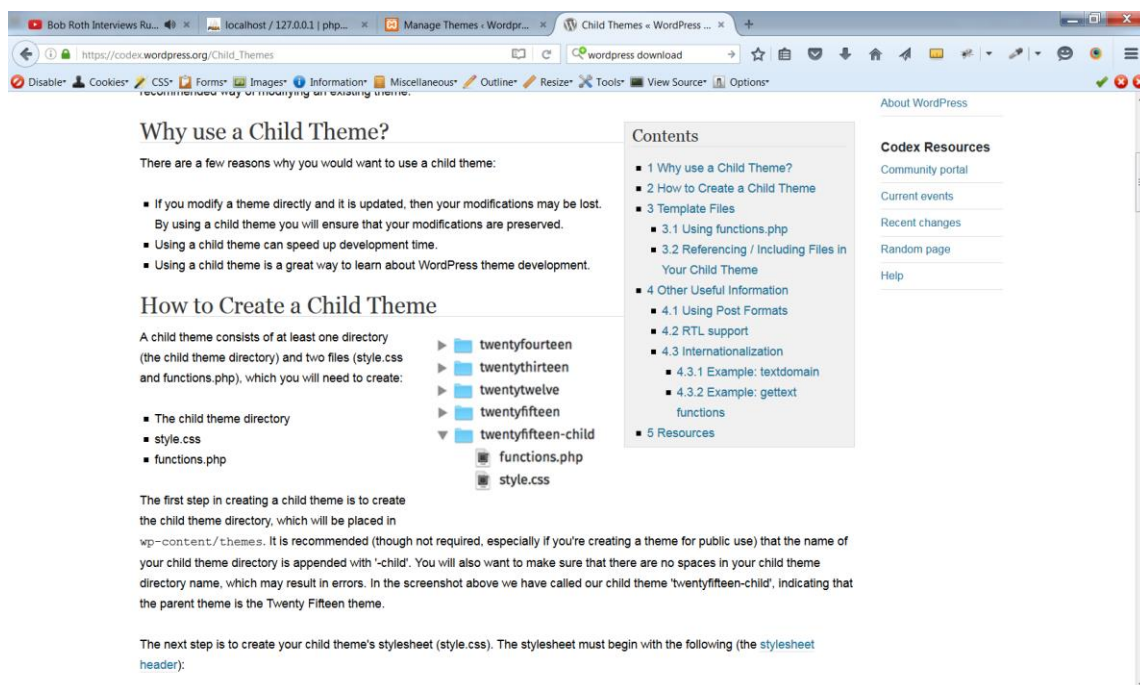 Bob Roth Interviews Ru...
localhost / 127.0.0.1 | php...
Manage Themes ‹ Wordpr...
Child Themes « WordPress ...
https://codex.wordpress.org/Child_Themes
wordpress download
Disable
Cookies
CSS
Forms
Images
Information
Miscellaneous
Outline
Resize
Tools
View Source
Options
recommended way of modifying an existing theme.
Why use a Child Theme?
There are a few reasons why you would want to use a child theme:
If you modify a theme directly and it is updated, then your modifications may be lost.
By using a child theme you will ensure that your modifications are preserved.
Using a child theme can speed up development time.
Using a child theme is a great way to learn about WordPress theme development.
How to Create a Child Theme
A child theme consists of at least one directory
(the child theme directory) and two files (style.css
and functions.php), which you will need to create:
The child theme directory
style.css
functions.php
twentyfourteen
twentythirteen
twentytwelve
twentyfifteen
twentyfifteen-child
functions.php
style.css
The first step in creating a child theme is to create
the child theme directory, which will be placed in
wp-content/themes. It is recommended (though not required, especially if you're creating a theme for public use) that the name of
your child theme directory is appended with '-child'. You will also want to make sure that there are no spaces in your child theme
directory name, which may result in errors. In the screenshot above we have called our child theme 'twentyfifteen-child', indicating that
the parent theme is the Twenty Fifteen theme.
The next step is to create your child theme's stylesheet (style.css). The stylesheet must begin with the following (the stylesheet
header):
Contents
1 Why use a Child Theme?
2 How to Create a Child Theme
3 Template Files
3.1 Using functions.php
3.2 Referencing / Including Files in
Your Child Theme
4 Other Useful Information
4.1 Using Post Formats
4.2 RTL support
4.3 Internationalization
4.3.1 Example: textdomain
4.3.2 Example: gettext
functions
5 Resources
About WordPress
Codex Resources
Community portal
Current events
Recent changes
Random page
Help